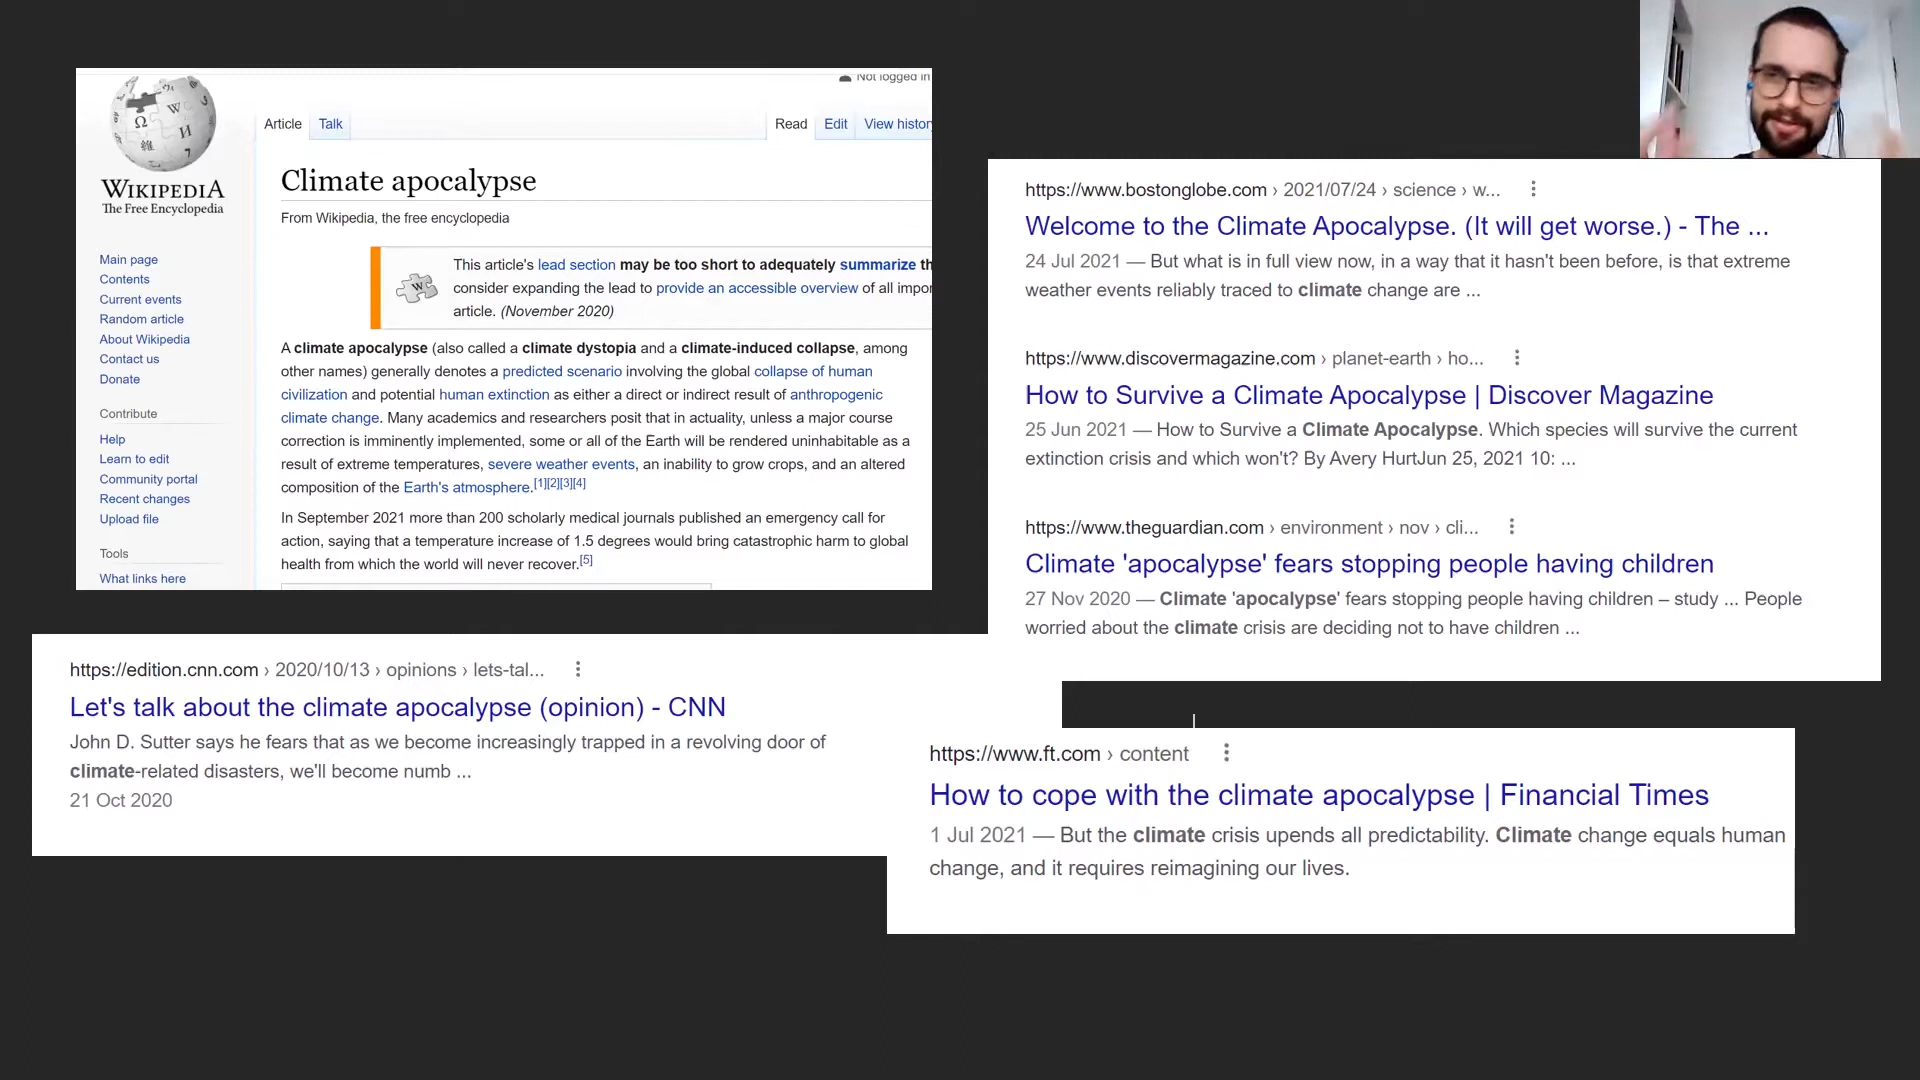 Not logged in
WIKIPEDIA
The Free Encyclopedia
Main page
Contents
Current events
Random article
About Wikipedia
Contact us
Donate
Contribute
Help
Learn to edit
Community portal
Recent changes
Upload file
Tools
What links here
Article Talk Read Edit View history
Climate apocalypse
From Wikipedia, the free encyclopedia
This article's lead section may be too short to adequately summarize th
consider expanding the lead to provide an accessible overview of all impor
article. (November 2020)
A climate apocalypse (also called a climate dystopia and a climate-induced collapse, among
other names) generally denotes a predicted scenario involving the global collapse of human
civilization and potential human extinction as either a direct or indirect result of anthropogenic
climate change. Many academics and researchers posit that in actuality, unless a major course
correction is imminently implemented, some or all of the Earth will be rendered uninhabitable as a
result of extreme temperatures, severe weather events, an inability to grow crops, and an altered
composition of the Earth's atmosphere.[1][2][3][4]
In September 2021 more than 200 scholarly medical journals published an emergency call for
action, saying that a temperature increase of 1.5 degrees would bring catastrophic harm to global
health from which the world will never recover.[5]
https://www.bostonglobe.com › 2021/07/24 › science › w...
Welcome to the Climate Apocalypse. (It will get worse.) - The ...
24 Jul 2021 — But what is in full view now, in a way that it hasn't been before, is that extreme
weather events reliably traced to climate change are ...
https://www.discovermagazine.com › planet-earth › ho...
How to Survive a Climate Apocalypse | Discover Magazine
25 Jun 2021 — How to Survive a Climate Apocalypse. Which species will survive the current
extinction crisis and which won't? By Avery HurtJun 25, 2021 10: ...
https://www.theguardian.com › environment › nov › cli...
Climate 'apocalypse' fears stopping people having children
27 Nov 2020 — Climate 'apocalypse' fears stopping people having children – study ... People
worried about the climate crisis are deciding not to have children ...
https://edition.cnn.com › 2020/10/13 › opinions › lets-tal...
Let's talk about the climate apocalypse (opinion) - CNN
John D. Sutter says he fears that as we become increasingly trapped in a revolving door of
climate-related disasters, we'll become numb ...
21 Oct 2020
https://www.ft.com › content
How to cope with the climate apocalypse | Financial Times
1 Jul 2021 — But the climate crisis upends all predictability. Climate change equals human
change, and it requires reimagining our lives.